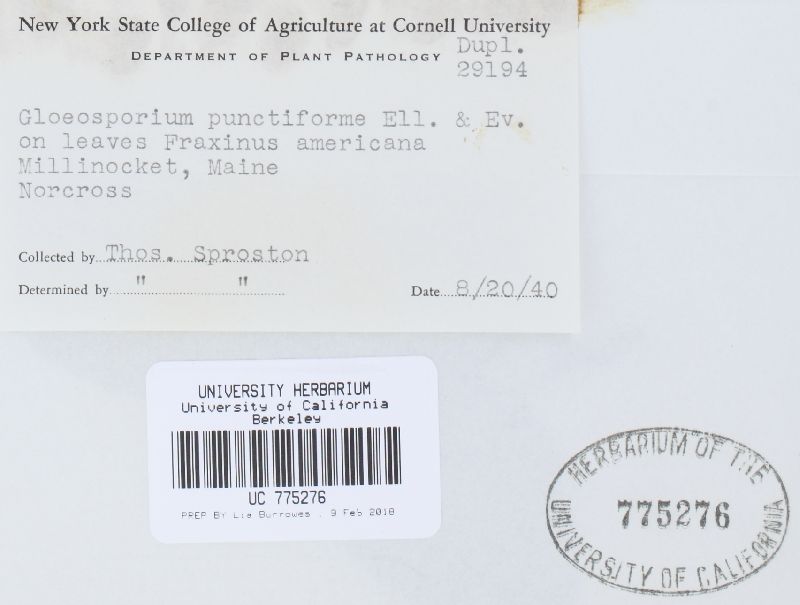 New York State College of Agriculture at Cornell University
DEPARTMENT OF PLANT PATHOLOGY
Dupl.
29194
Gloeosporium punctiforme Ell. & Ev.
on leaves Fraxinus americana
Millinocket, Maine
Norcross
Collected by Thos. Sproston
Determined by " "
Date 8/20/40
UNIVERSITY HERBARIUM
University of California
Berkeley
UC 775276
PREP BY Lia Burrowes . 9 Feb 2018
HERBARIUM OF THE
775276
UNIVERSITY OF CALIFORNIA